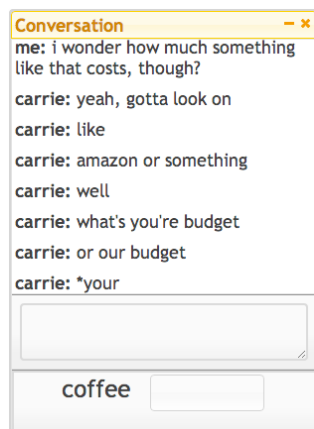 Conversation
me: i wonder how much something
like that costs, though?
carrie: yeah, gotta look on
carrie: like
carrie: amazon or something
carrie: well
carrie: what's you're budget
carrie: or our budget
carrie: *your
coffee